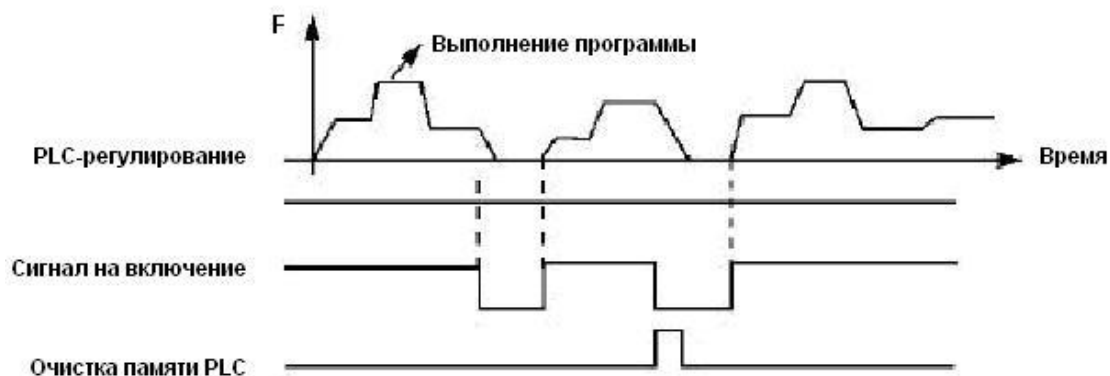 F
Выполнение программы
PLC-регулирование
Время
Сигнал на включение
Очистка памяти PLC